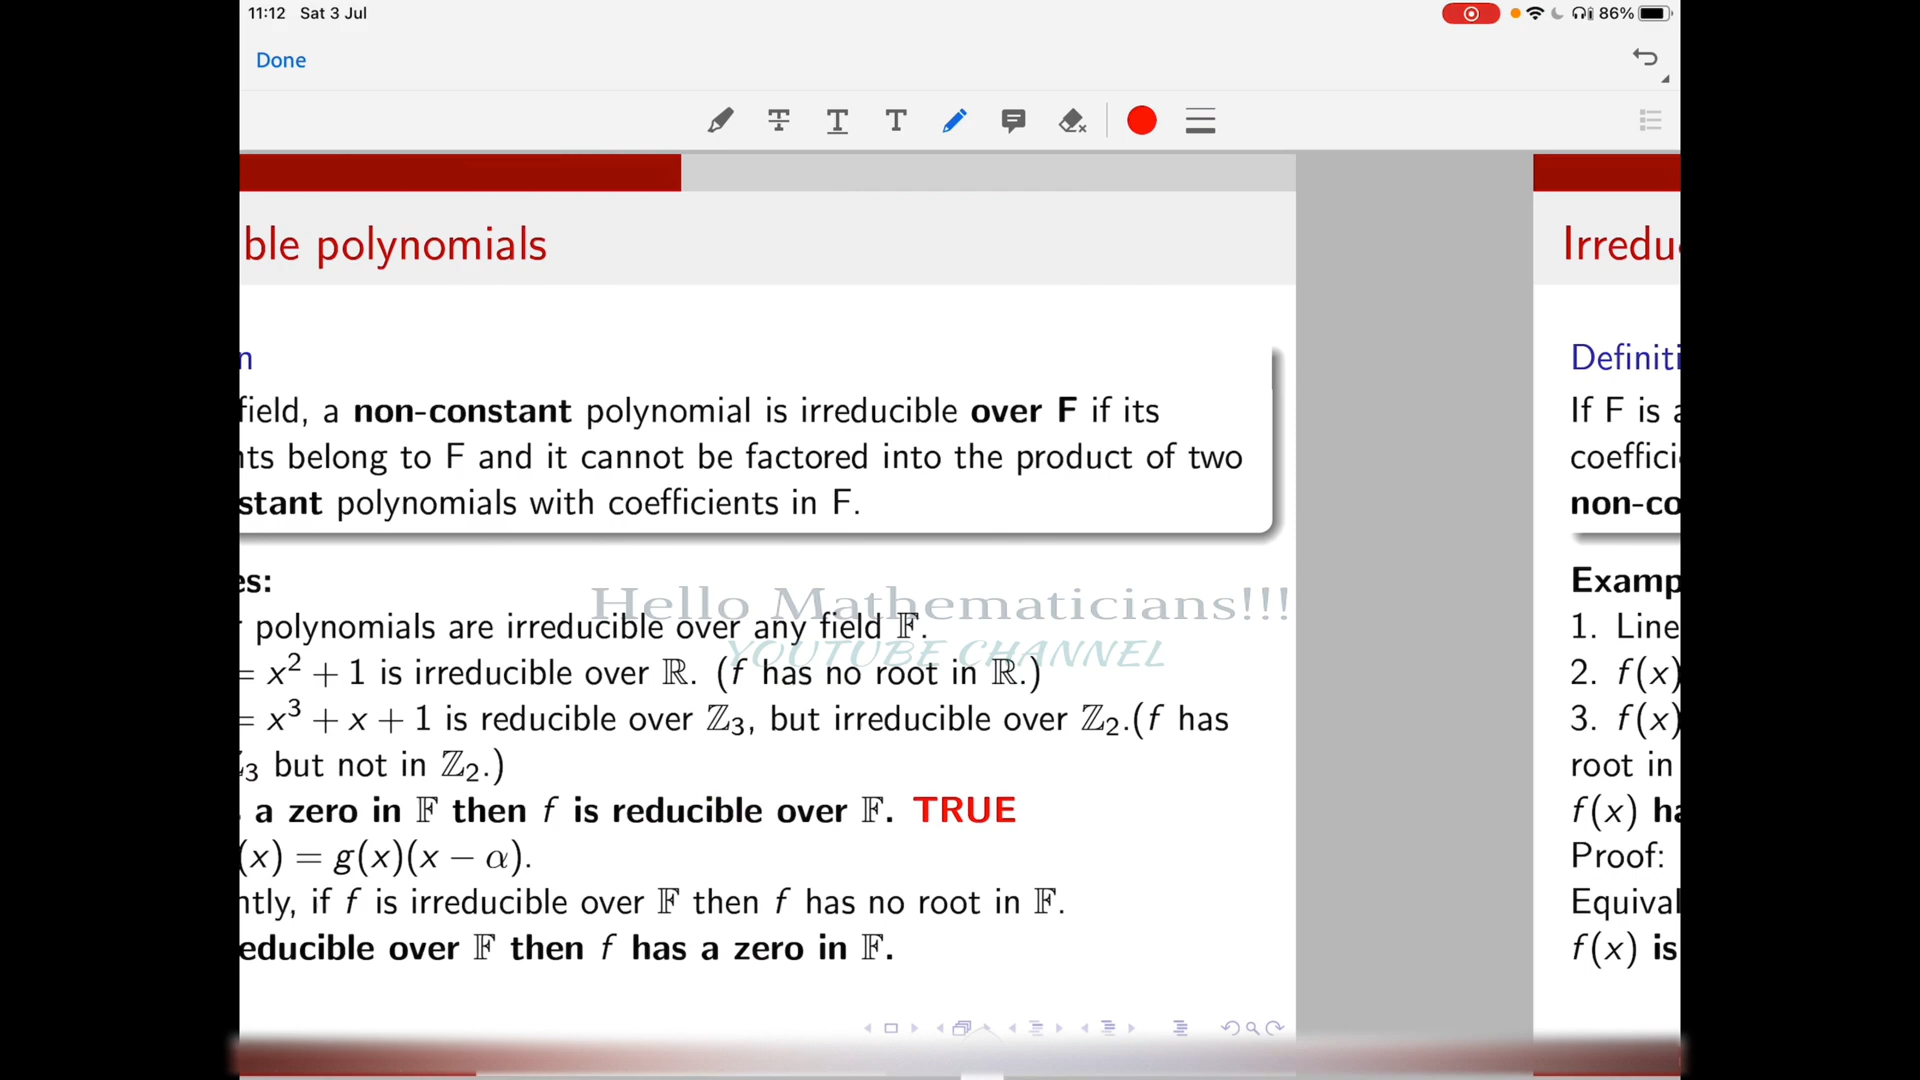 11:12 Sat 3 Jul
86%
Done
ble polynomials
n
field, a non-constant polynomial is irreducible over F if its
nts belong to F and it cannot be factored into the product of two
stant polynomials with coefficients in F.
es:
Hello Mathematicians!!!
r polynomials are irreducible over any field 𝔽.
YOUTUBE CHANNEL
= x² + 1 is irreducible over ℝ. (f has no root in ℝ.)
= x³ + x + 1 is reducible over ℤ₃, but irreducible over ℤ₂.(f has
ℤ₃ but not in ℤ₂.)
a zero in 𝔽 then f is reducible over 𝔽. TRUE
(x) = g(x)(x − α).
ntly, if f is irreducible over 𝔽 then f has no root in 𝔽.
educible over 𝔽 then f has a zero in 𝔽.
Irredu
Definiti
If F is a
coeffici
non-co
Examp
1. Line
2. f(x)
3. f(x)
root in
f(x) ha
Proof:
Equival
f(x) is